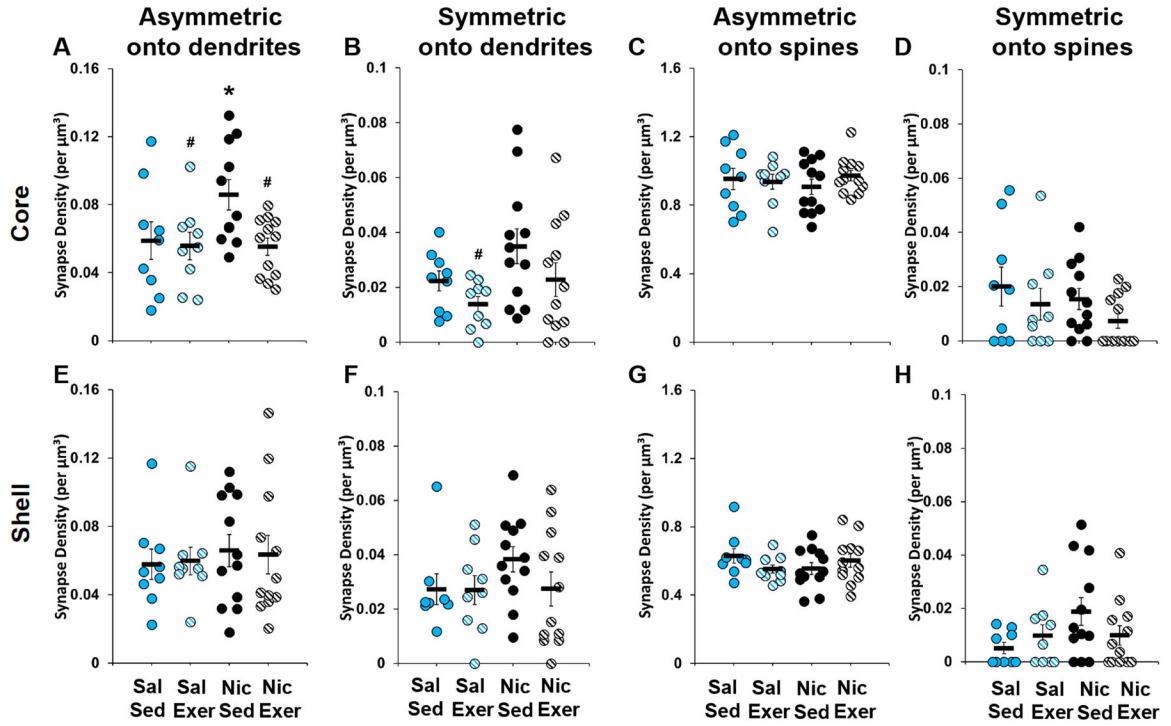 Asymmetric
onto dendrites
Symmetric
onto dendrites
Asymmetric
onto spines
Symmetric
onto spines
Core
A
Synapse Density (per µm³)
0.16
0.12
0.08
0.04
0
#
*
#
B
Synapse Density (per µm³)
0.1
0.08
0.06
0.04
0.02
0
#
C
Synapse Density (per µm³)
1.6
1.2
0.8
0.4
0
D
Synapse Density (per µm³)
0.1
0.08
0.06
0.04
0.02
0
Shell
E
Synapse Density (per µm³)
0.16
0.12
0.08
0.04
0
F
Synapse Density (per µm³)
0.1
0.08
0.06
0.04
0.02
0
G
Synapse Density (per µm³)
1.6
1.2
0.8
0.4
0
H
Synapse Density (per µm³)
0.1
0.08
0.06
0.04
0.02
0
Sal Sal Nic Nic
Sed Exer Sed Exer
Sal Sal Nic Nic
Sed Exer Sed Exer
Sal Sal Nic Nic
Sed Exer Sed Exer
Sal Sal Nic Nic
Sed Exer Sed Exer